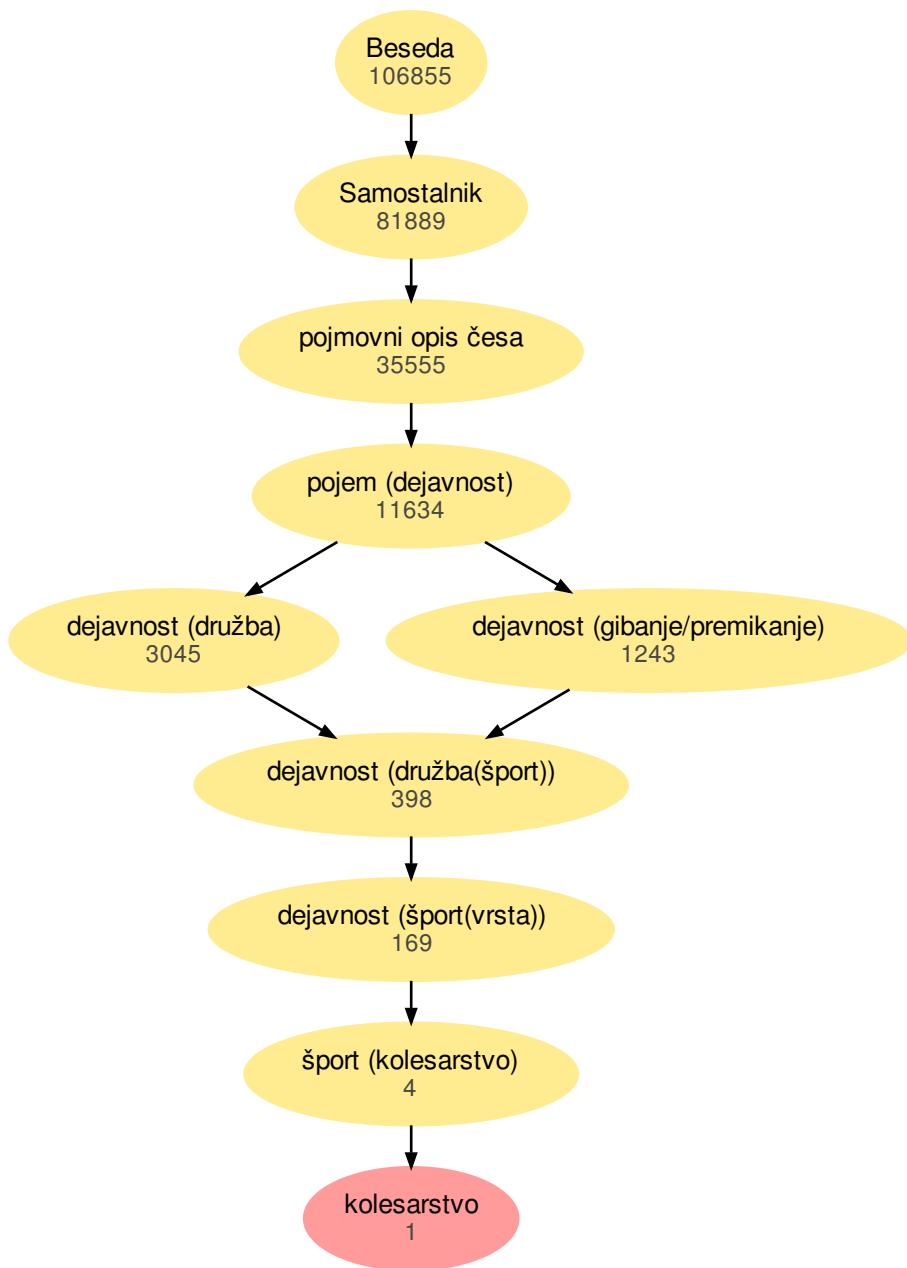 Beseda
106855
Samostalnik
81889
pojmovni opis česa
35555
pojem (dejavnost)
11634
dejavnost (družba)
3045
dejavnost (gibanje/premikanje)
1243
dejavnost (družba(šport))
398
dejavnost (šport(vrsta))
169
šport (kolesarstvo)
4
kolesarstvo
1